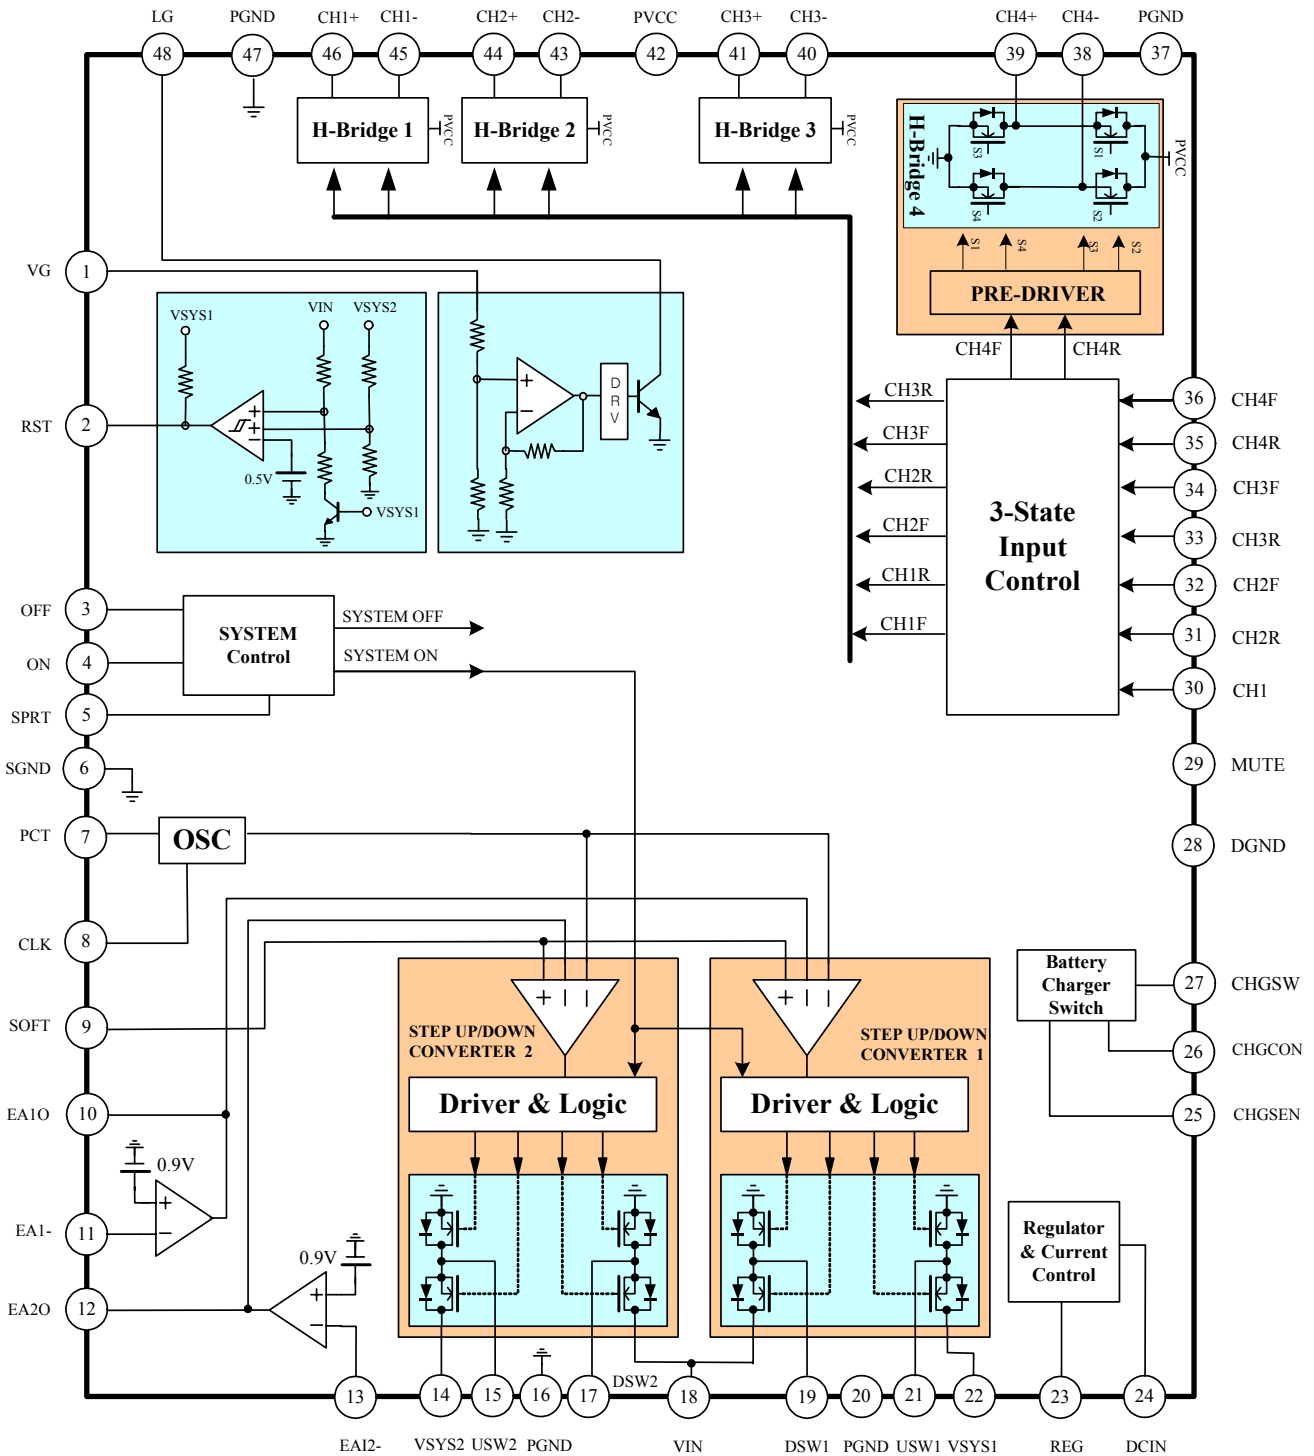 LG PGND CH1+ CH1- CH2+ CH2- PVCC CH3+ CH3- CH4+ CH4- PGND
48 47 46 45 44 43 42 41 40 39 38 37
H-Bridge 1
PVCC
H-Bridge 2
PVCC
H-Bridge 3
PVCC
H-Bridge 4
S3
S1
S4
S2
PVCC
S1 S4 S3 S2
PRE-DRIVER
CH4F CH4R
VG 1
VSYS1 VIN VSYS2
+
+
−
0.5V
VSYS1
+
−
D
R
V
RST 2
CH3R
CH3F
CH2R
CH2F
CH1R
CH1F
3-State
Input
Control
36 CH4F
35 CH4R
34 CH3F
33 CH3R
32 CH2F
31 CH2R
30 CH1
29 MUTE
28 DGND
OFF 3
ON 4
SPRT 5
SGND 6
SYSTEM
Control
SYSTEM OFF
SYSTEM ON
PCT 7
OSC
CLK 8
SOFT 9
EA1O 10
0.9V
+
−
EA1- 11
0.9V
+
−
EA2O 12
+ − −
STEP UP/DOWN
CONVERTER 2
Driver & Logic
+ − −
STEP UP/DOWN
CONVERTER 1
Driver & Logic
Battery
Charger
Switch
27 CHGSW
26 CHGCON
25 CHGSEN
Regulator
& Current
Control
DSW2
13 14 15 16 17 18 19 20 21 22 23 24
EAI2- VSYS2 USW2 PGND VIN DSW1 PGND USW1 VSYS1 REG DCIN